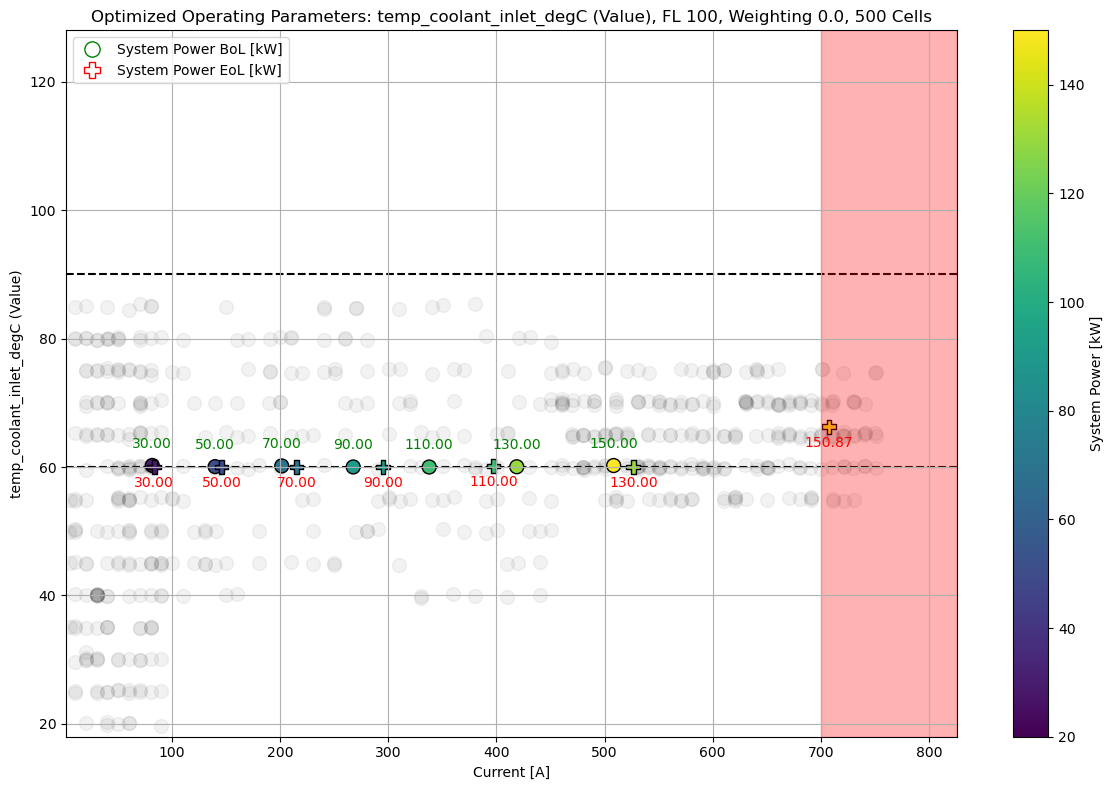 Optimized Operating Parameters: temp_coolant_inlet_degC (Value), FL 100, Weighting 0.0, 500 Cells
System Power BoL [kW]
System Power EoL [kW]
temp_coolant_inlet_degC (Value)
120
100
80
60
40
20
30.00 50.00 70.00 90.00 110.00 130.00 150.00 150.87
30.00 50.00 70.00 90.00 110.00 130.00
100 200 300 400 500 600 700 800
Current [A]
140
120
100
80
60
40
20
System Power [kW]